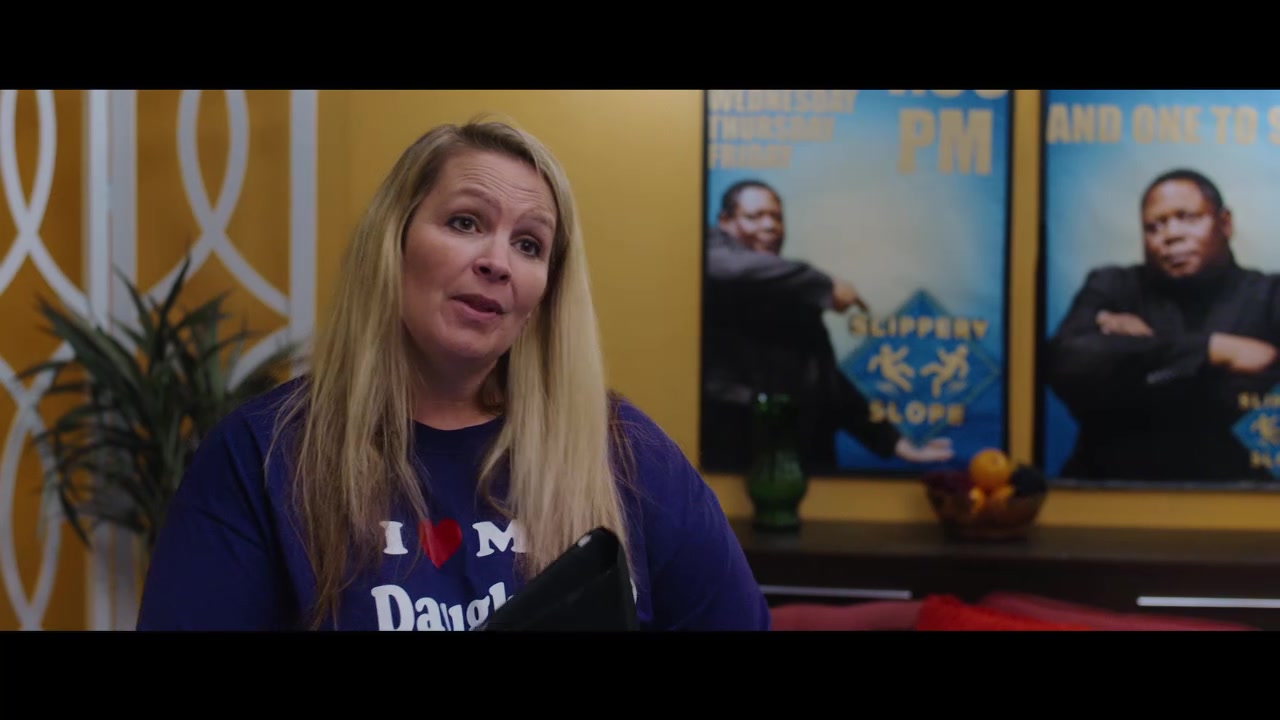 WEDNESDAY
THURSDAY
FRIDAY
PM
SLIPPERY
SLOPE
AND ONE TO
I ❤ M
Daugh